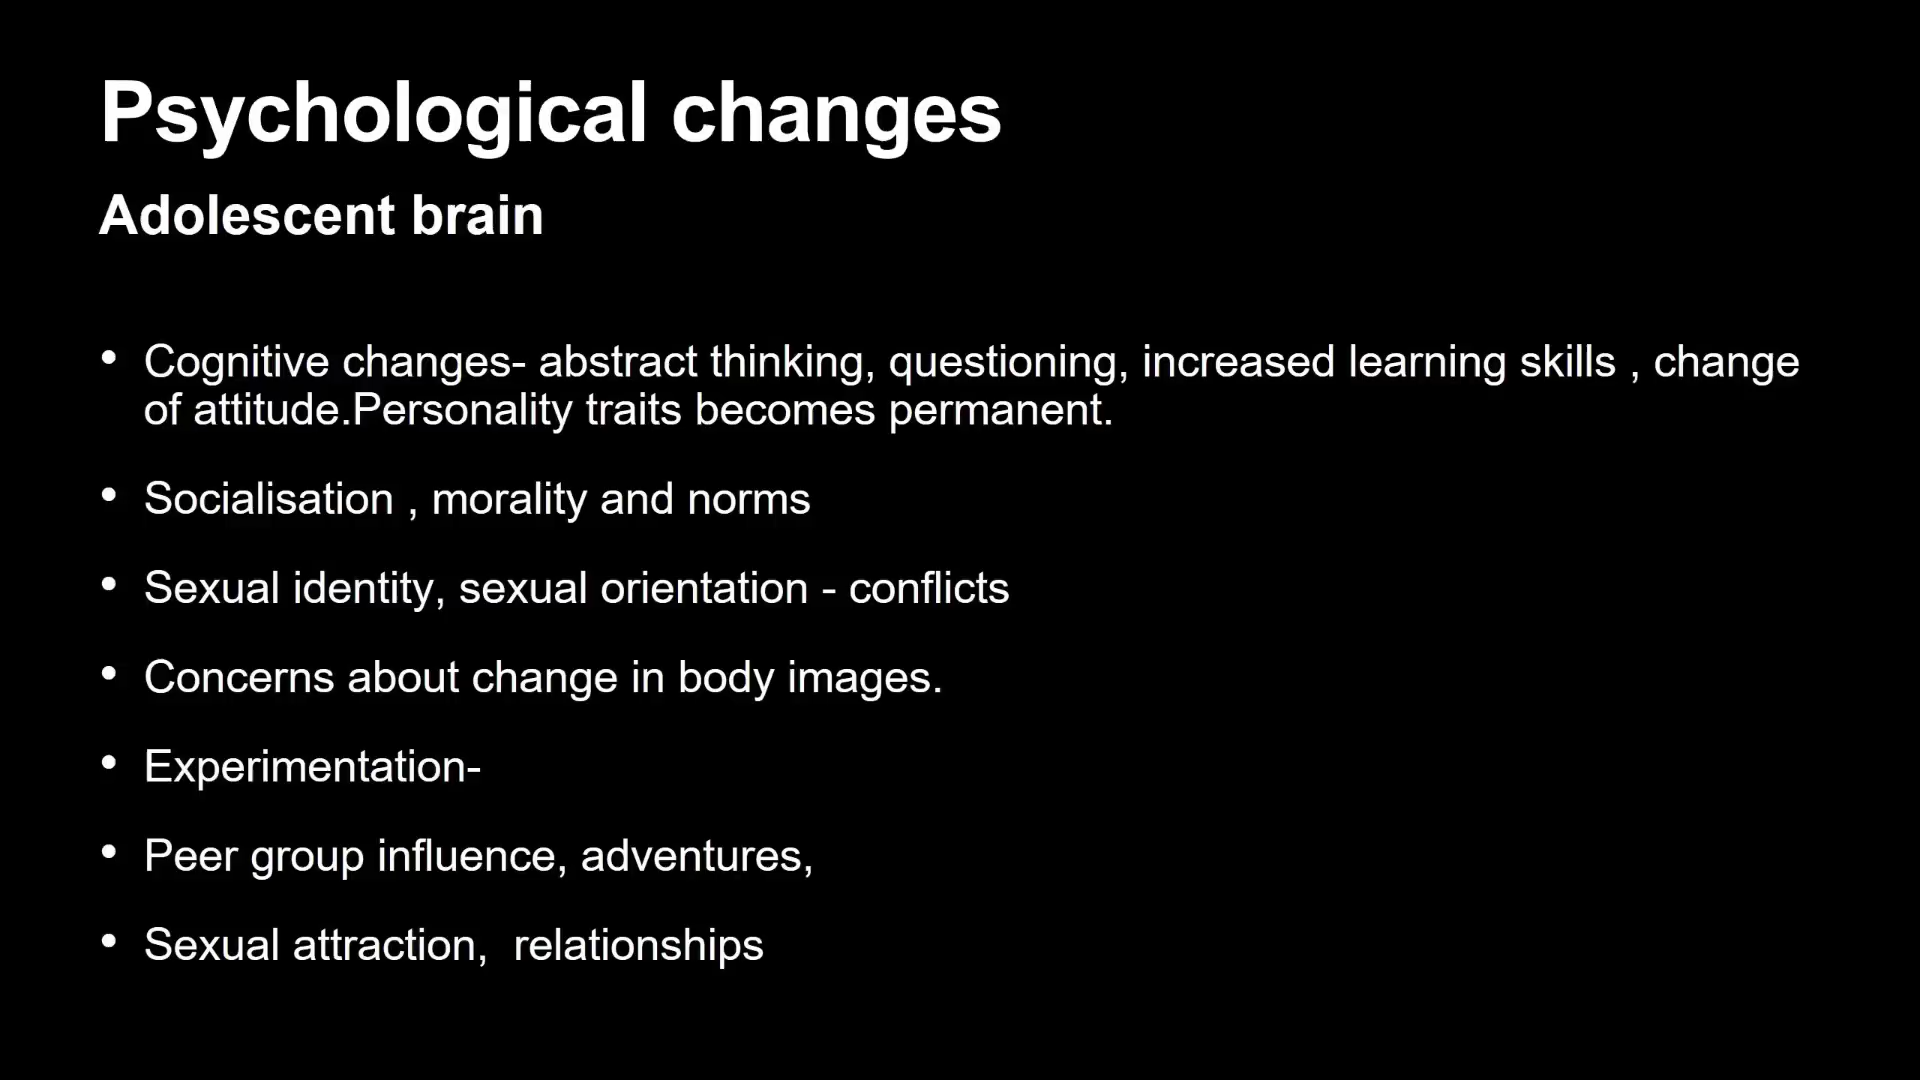 Psychological changes
Adolescent brain
• Cognitive changes- abstract thinking, questioning, increased learning skills , change
of attitude.Personality traits becomes permanent.
• Socialisation , morality and norms
• Sexual identity, sexual orientation - conflicts
• Concerns about change in body images.
• Experimentation-
• Peer group influence, adventures,
• Sexual attraction,  relationships